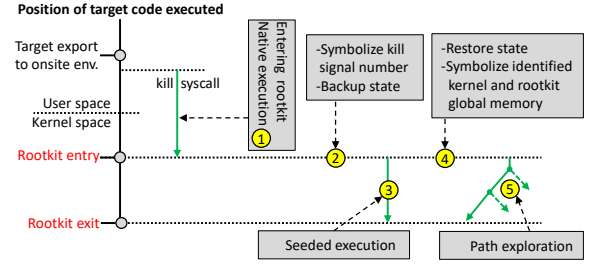 Position of target code executed
Target export
to onsite env.
kill
syscall
User space
Kernel space
Rootkit entry
Rootkit exit
Entering rootkit
Native execution
1
-Symbolize kill
signal number
-Backup state
-Restore state
-Symbolize identified
kernel and rootkit
global memory
2
4
3
5
Seeded execution
Path exploration